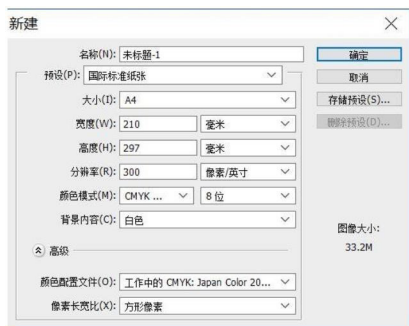 新建
名称(N): 未标题-1
确定
预设(P): 国际标准纸张
取消
大小(I): A4
存储预设(S)...
宽度(W): 210 毫米
删除预设(D)...
高度(H): 297 毫米
分辨率(R): 300 像素/英寸
颜色模式(M): CMYK ... 8 位
背景内容(C): 白色
图像大小:
33.2M
高级
颜色配置文件(O): 工作中的 CMYK: Japan Color 20...
像素长宽比(X): 方形像素